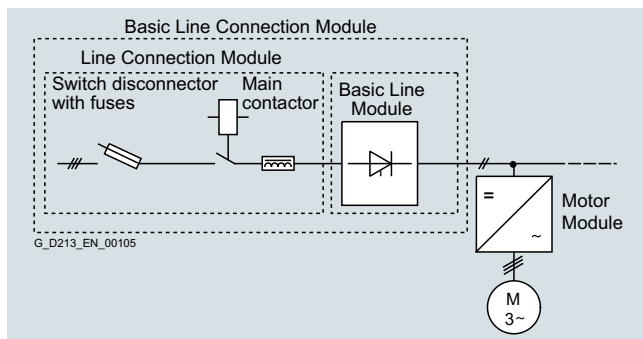 Basic Line Connection Module
Line Connection Module
Switch disconnector
with fuses
Main
contactor
Basic Line
Module
=
~
Motor
Module
G_D213_EN_00105
M
3~